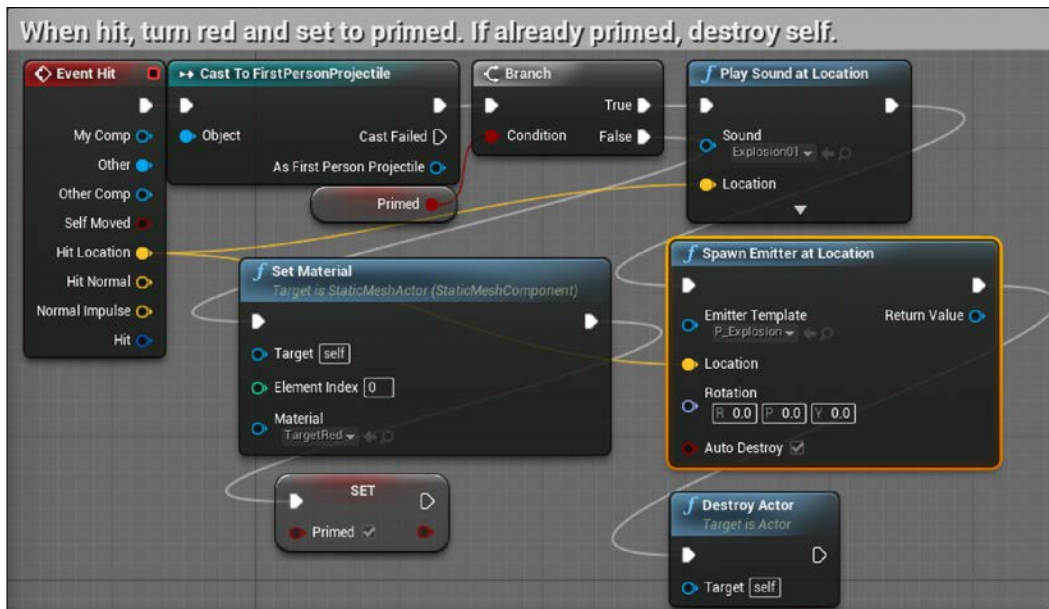 When hit, turn red and set to primed. If already primed, destroy self.
Event Hit
My Comp
Other
Other Comp
Self Moved
Hit Location
Hit Normal
Normal Impulse
Hit
Cast To FirstPersonProjectile
Object
Cast Failed
As First Person Projectile
Primed
Branch
True
Condition
False
Play Sound at Location
Sound
Explosion01
Location
Set Material
Target is StaticMeshActor (StaticMeshComponent)
Target self
Element Index 0
Material
TargetRed
SET
Primed
Spawn Emitter at Location
Emitter Template
Return Value
P_Explosion
Location
Rotation
R 0.0 P 0.0 Y 0.0
Auto Destroy
Destroy Actor
Target is Actor
Target self